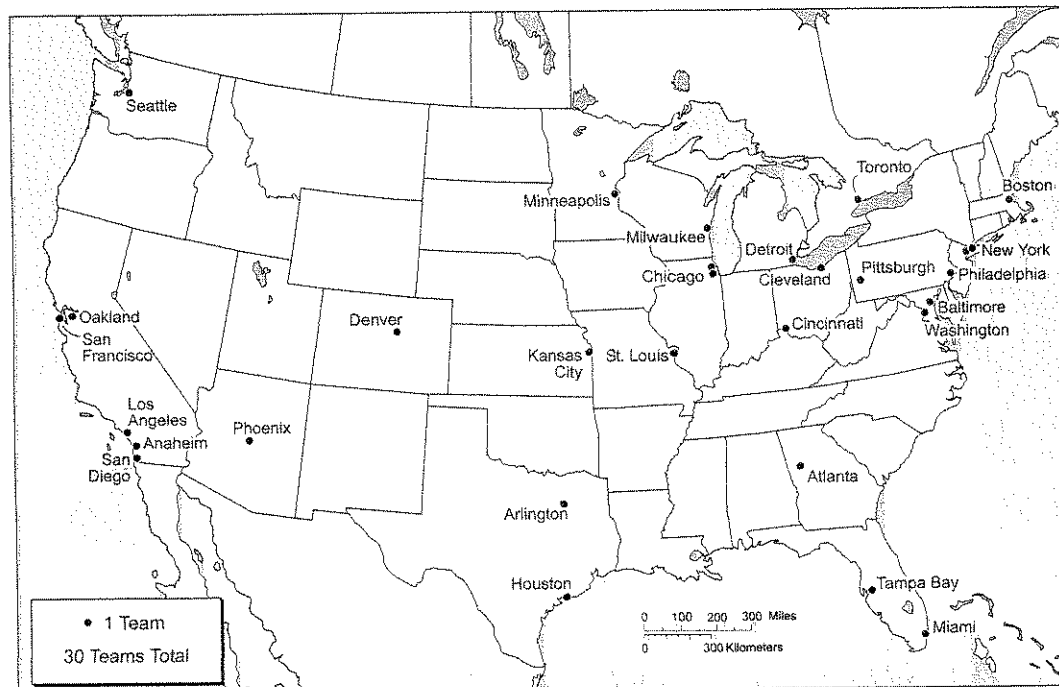 Seattle
Toronto
Boston
Minneapolis
Milwaukee
Detroit
New York
Chicago
Cleveland
Pittsburgh
Philadelphia
Baltimore
Washington
Oakland
San
Francisco
Denver
Cincinnati
Kansas
City
St. Louis
Los
Angeles
Anaheim
San
Diego
Phoenix
Atlanta
Arlington
Houston
Tampa Bay
Miami
1 Team
30 Teams Total
0 100 200 300 Miles
0 300 Kilometers